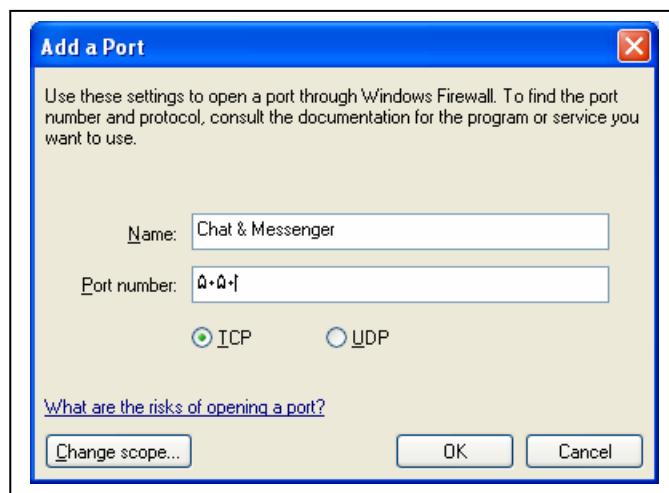 Add a Port
Use these settings to open a port through Windows Firewall. To find the port
number and protocol, consult the documentation for the program or service you
want to use.
Name: Chat & Messenger
Port number: ۵۰۵۰
TCP UDP
What are the risks of opening a port?
Change scope... OK Cancel